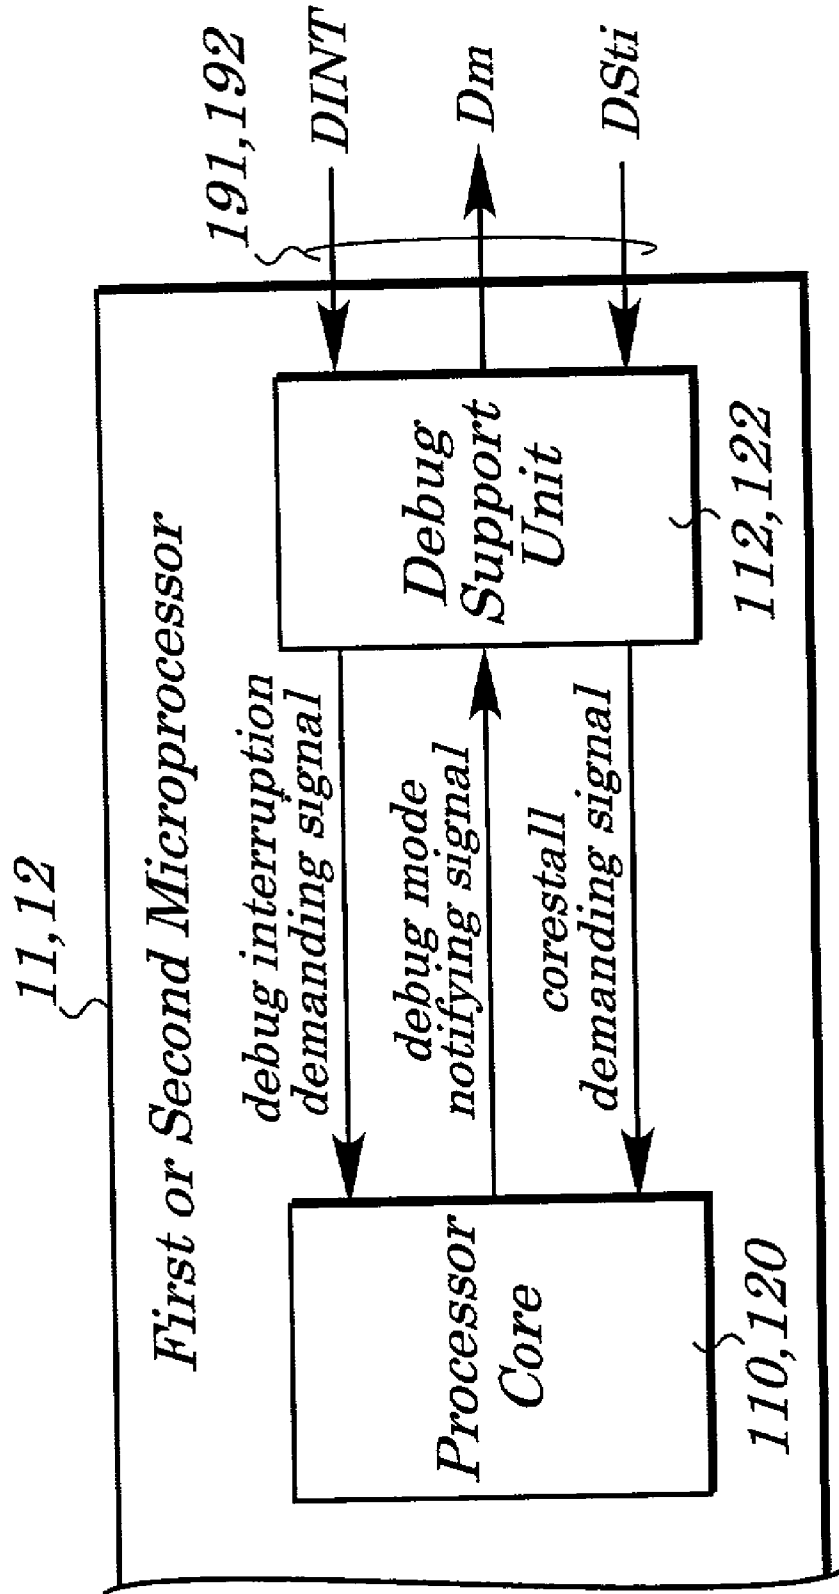 11,12
First or Second Microprocessor
191,192
DINT
Dm
DSti
debug interruption
demanding signal
debug mode
notifying signal
corestall
demanding signal
Processor
Core
110,120
Debug
Support
Unit
112,122